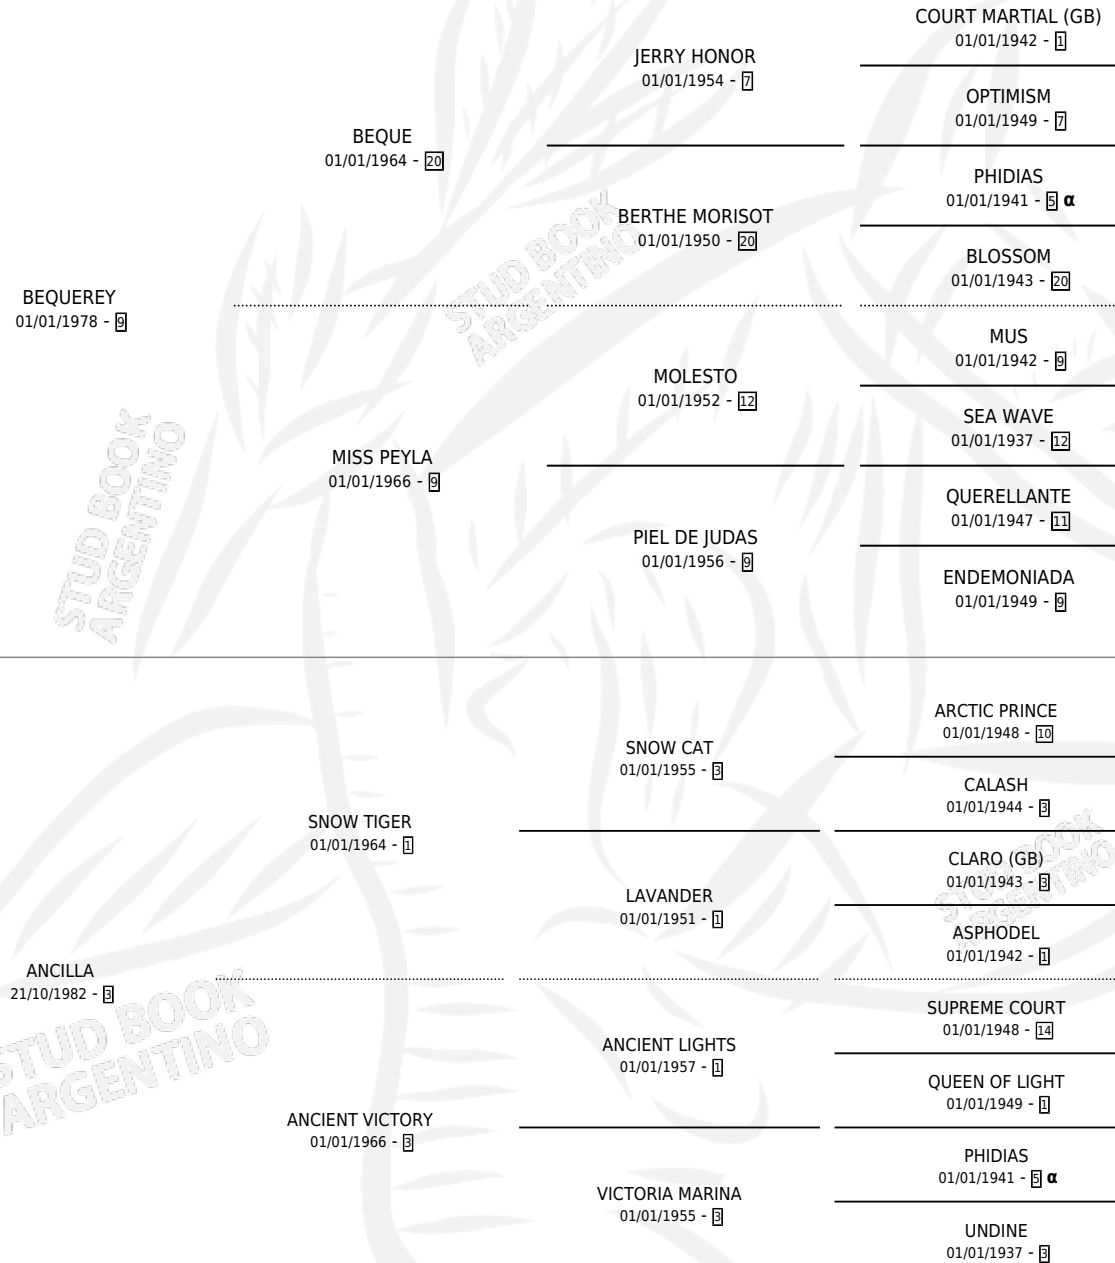 COURT MARTIAL (GB)
01/01/1942 - 1
JERRY HONOR
01/01/1954 - 7
OPTIMISM
01/01/1949 - 7
BEQUE
01/01/1964 - 20
PHIDIAS
01/01/1941 - 5 α
BERTHE MORISOT
01/01/1950 - 20
BLOSSOM
01/01/1943 - 20
BEQUEREY
01/01/1978 - 9
MUS
01/01/1942 - 9
MOLESTO
01/01/1952 - 12
SEA WAVE
01/01/1937 - 12
MISS PEYLA
01/01/1966 - 9
QUERELLANTE
01/01/1947 - 11
PIEL DE JUDAS
01/01/1956 - 9
ENDEMONIADA
01/01/1949 - 9
STUD BOOK
ARGENTINO
STUD BOOK
ARGENTINO
ARCTIC PRINCE
01/01/1948 - 10
SNOW CAT
01/01/1955 - 3
CALASH
01/01/1944 - 3
SNOW TIGER
01/01/1964 - 1
CLARO (GB)
01/01/1943 - 3
LAVANDER
01/01/1951 - 1
ASPHODEL
01/01/1942 - 1
ANCILLA
21/10/1982 - 3
SUPREME COURT
01/01/1948 - 14
ANCIENT LIGHTS
01/01/1957 - 1
QUEEN OF LIGHT
01/01/1949 - 1
ANCIENT VICTORY
01/01/1966 - 3
PHIDIAS
01/01/1941 - 5 α
VICTORIA MARINA
01/01/1955 - 3
UNDINE
01/01/1937 - 3
STUD BOOK
ARGENTINO
STUD BOOK
ARGENTINO